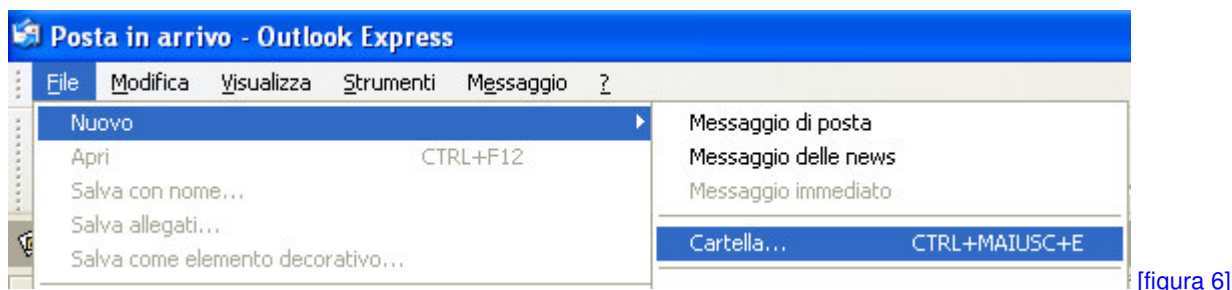 Posta in arrivo - Outlook Express
File Modifica Visualizza Strumenti Messaggio ?
Nuovo
Apri CTRL+F12
Salva con nome...
Salva allegati...
Salva come elemento decorativo...
Messaggio di posta
Messaggio delle news
Messaggio immediato
Cartella... CTRL+MAIUSC+E
[figura 6]